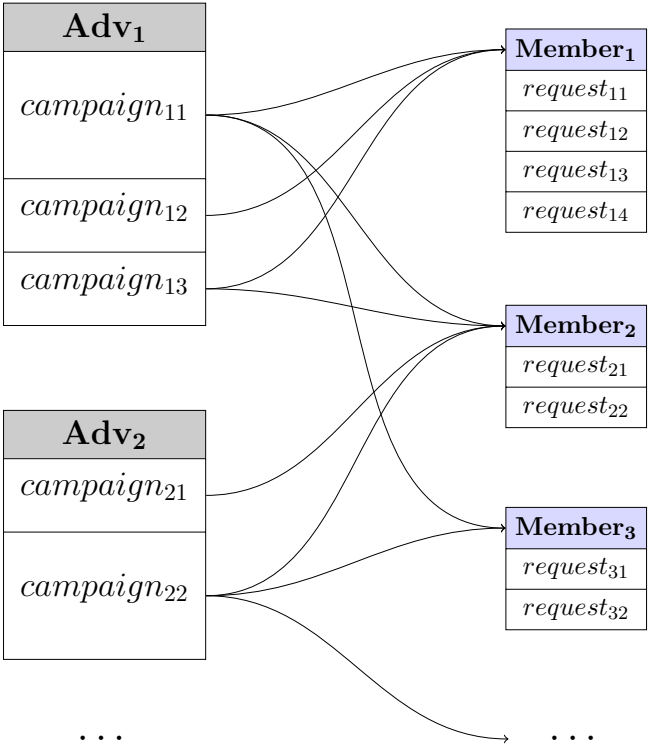 Adv₁
campaign₁₁
campaign₁₂
campaign₁₃
Adv₂
campaign₂₁
campaign₂₂
. . .
Member₁
request₁₁
request₁₂
request₁₃
request₁₄
Member₂
request₂₁
request₂₂
Member₃
request₃₁
request₃₂
. . .